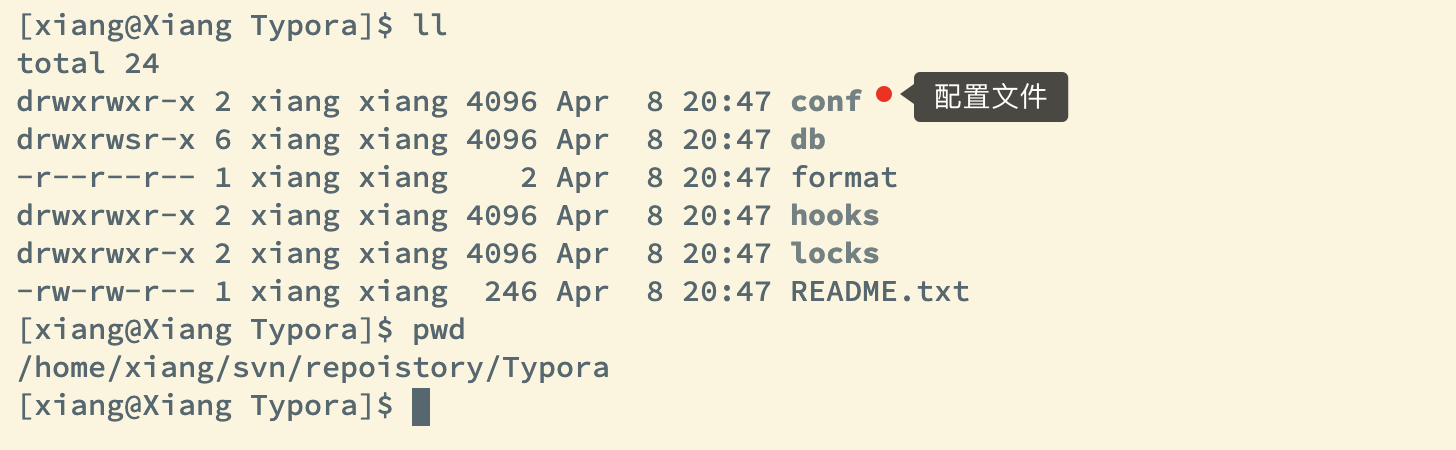 [xiang@Xiang Typora]$ ll
total 24
drwxrwxr-x 2 xiang xiang 4096 Apr  8 20:47 conf 配置文件
drwxrwsr-x 6 xiang xiang 4096 Apr  8 20:47 db
-r--r--r-- 1 xiang xiang    2 Apr  8 20:47 format
drwxrwxr-x 2 xiang xiang 4096 Apr  8 20:47 hooks
drwxrwxr-x 2 xiang xiang 4096 Apr  8 20:47 locks
-rw-rw-r-- 1 xiang xiang  246 Apr  8 20:47 README.txt
[xiang@Xiang Typora]$ pwd
/home/xiang/svn/repoistory/Typora
[xiang@Xiang Typora]$